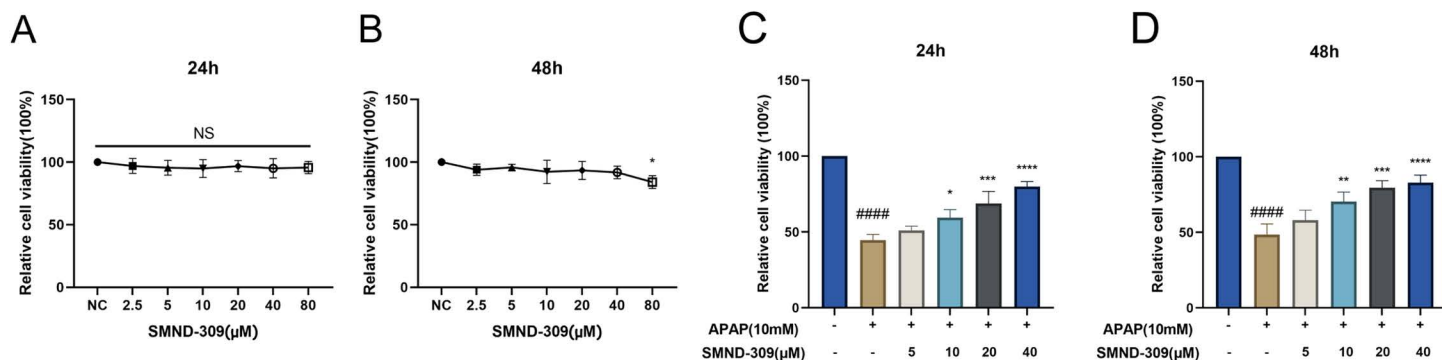 A
24h
Relative cell viability(100%)
150
100
50
0
NS
NC 2.5 5 10 20 40 80
SMND-309(μM)
B
48h
Relative cell viability(100%)
150
100
50
0
*
NC 2.5 5 10 20 40 80
SMND-309(μM)
C
24h
Relative cell viability (100%)
150
100
50
0
#### * *** ****
APAP(10mM) - + + + + +
SMND-309(μM) - - 5 10 20 40
D
48h
Relative cell viability (100%)
150
100
50
0
#### ** *** ****
APAP(10mM) - + + + + +
SMND-309(μM) - - 5 10 20 40